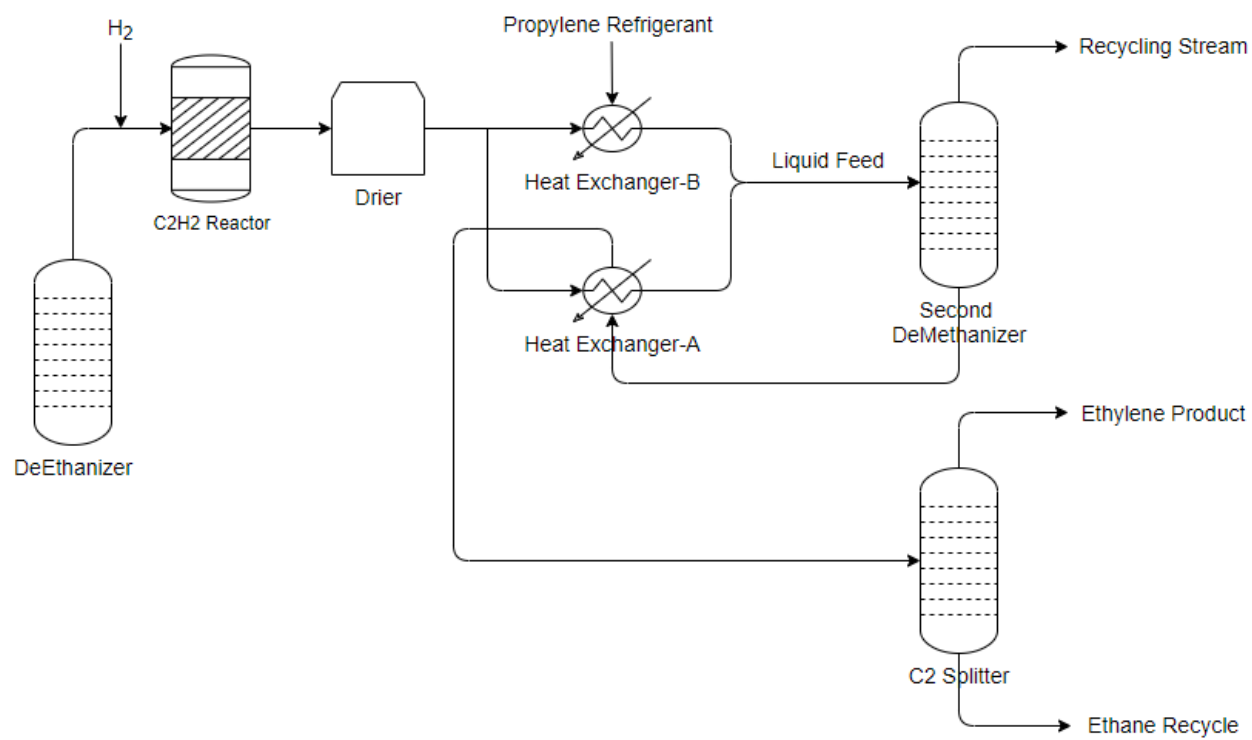 Propylene Refrigerant
H₂
Recycling Stream
Liquid Feed
Heat Exchanger-B
Drier
C2H2 Reactor
Second
DeMethanizer
Heat Exchanger-A
Ethylene Product
DeEthanizer
C2 Splitter
Ethane Recycle